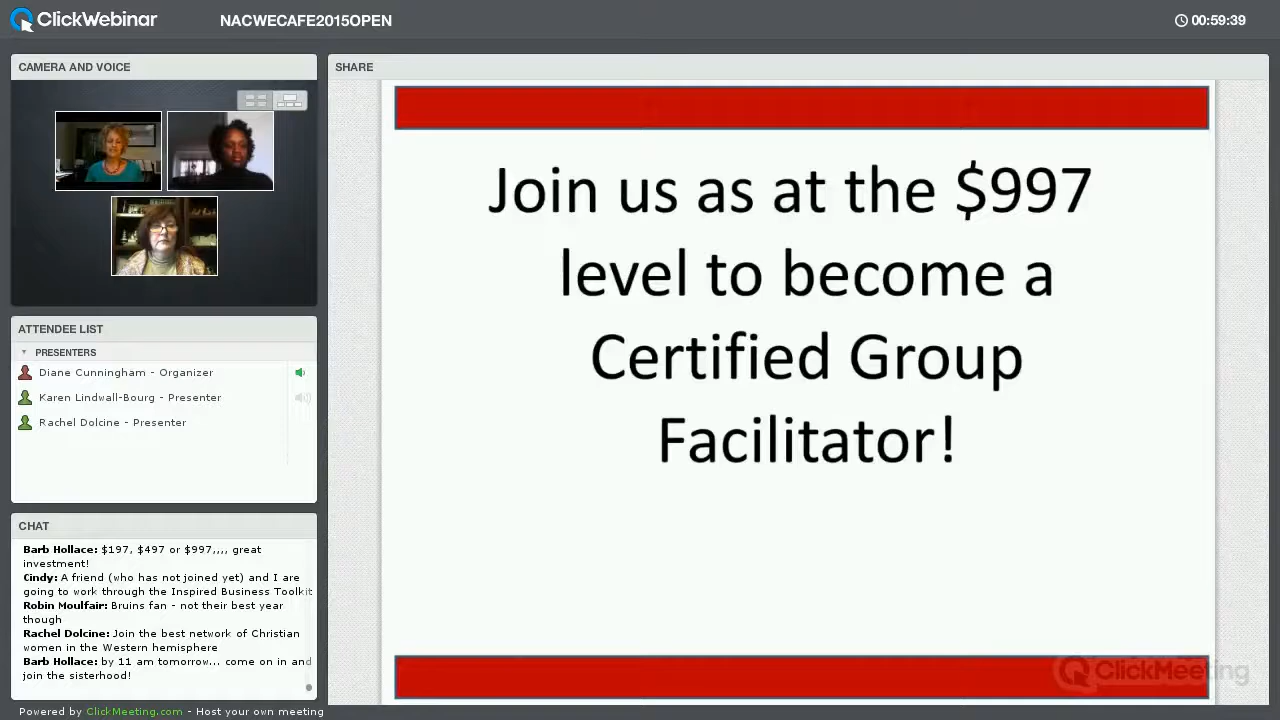 ClickWebinar
NACWECAFE2015OPEN
00:59:39
CAMERA AND VOICE
ATTENDEE LIST
PRESENTERS
Diane Cunningham - Organizer
Karen Lindwall-Bourg - Presenter
Rachel Dolcine - Presenter
CHAT
Barb Hollace: $197, $497 or $997,,,, great
investment!
Cindy: A friend (who has not joined yet) and I are
going to work through the Inspired Business Toolkit
Robin Moulfair: Bruins fan - not their best year
though
Rachel Dolcine: Join the best network of Christian
women in the Western hemisphere
Barb Hollace: by 11 am tomorrow... come on in and
join the sisterhood!!
Powered by ClickMeeting.com - Host your own meeting
SHARE
Join us as at the $997
level to become a
Certified Group
Facilitator!
ClickMeeting